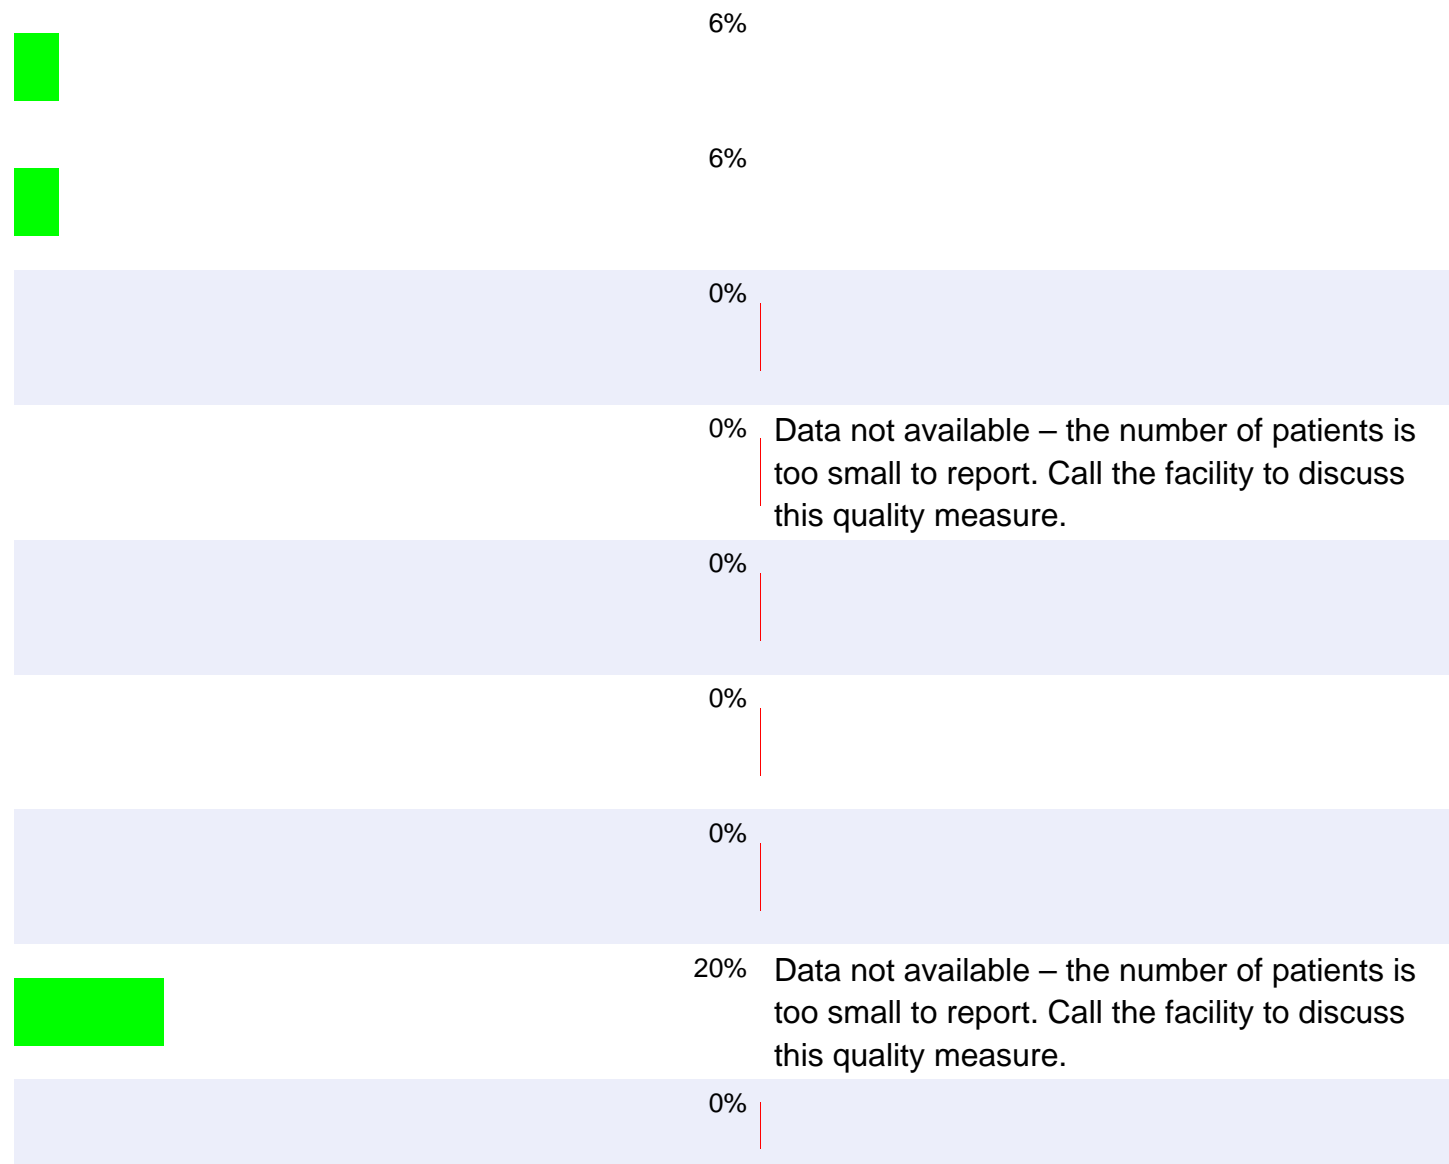 6%
6%
0%
0%
Data not available – the number of patients is
too small to report. Call the facility to discuss
this quality measure.
0%
0%
0%
20%
Data not available – the number of patients is
too small to report. Call the facility to discuss
this quality measure.
0%